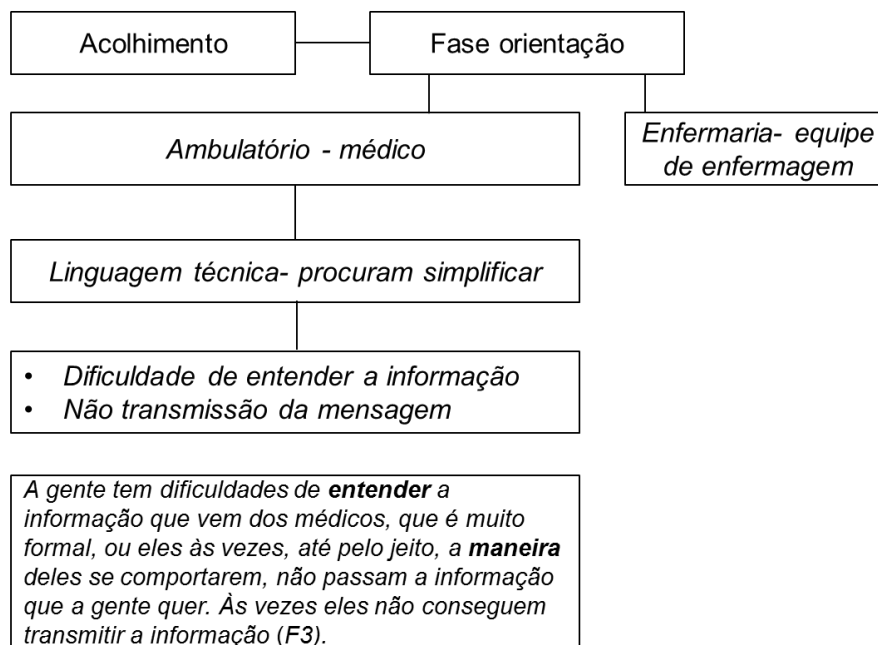 Acolhimento
Fase orientação
Ambulatório - médico
Enfermaria- equipe
de enfermagem
Linguagem técnica- procuram simplificar
• Dificuldade de entender a informação
• Não transmissão da mensagem
A gente tem dificuldades de entender a
informação que vem dos médicos, que é muito
formal, ou eles às vezes, até pelo jeito, a maneira
deles se comportarem, não passam a informação
que a gente quer. Às vezes eles não conseguem
transmitir a informação (F3).